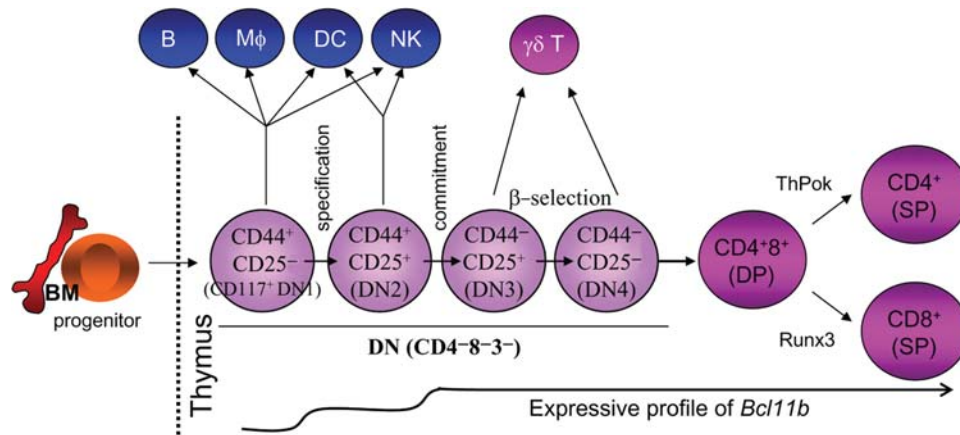 B
Mϕ
DC
NK
γδ T
specification
commitment
β-selection
ThPok
CD4⁺
(SP)
CD44⁺
CD25⁻
(CD117⁺ DN1)
CD44⁺
CD25⁺
(DN2)
CD44⁻
CD25⁺
(DN3)
CD44⁻
CD25⁻
(DN4)
CD4⁺8⁺
(DP)
BM
progenitor
Runx3
CD8⁺
(SP)
Thymus
DN (CD4⁻8⁻3⁻)
Expressive profile of Bcl11b